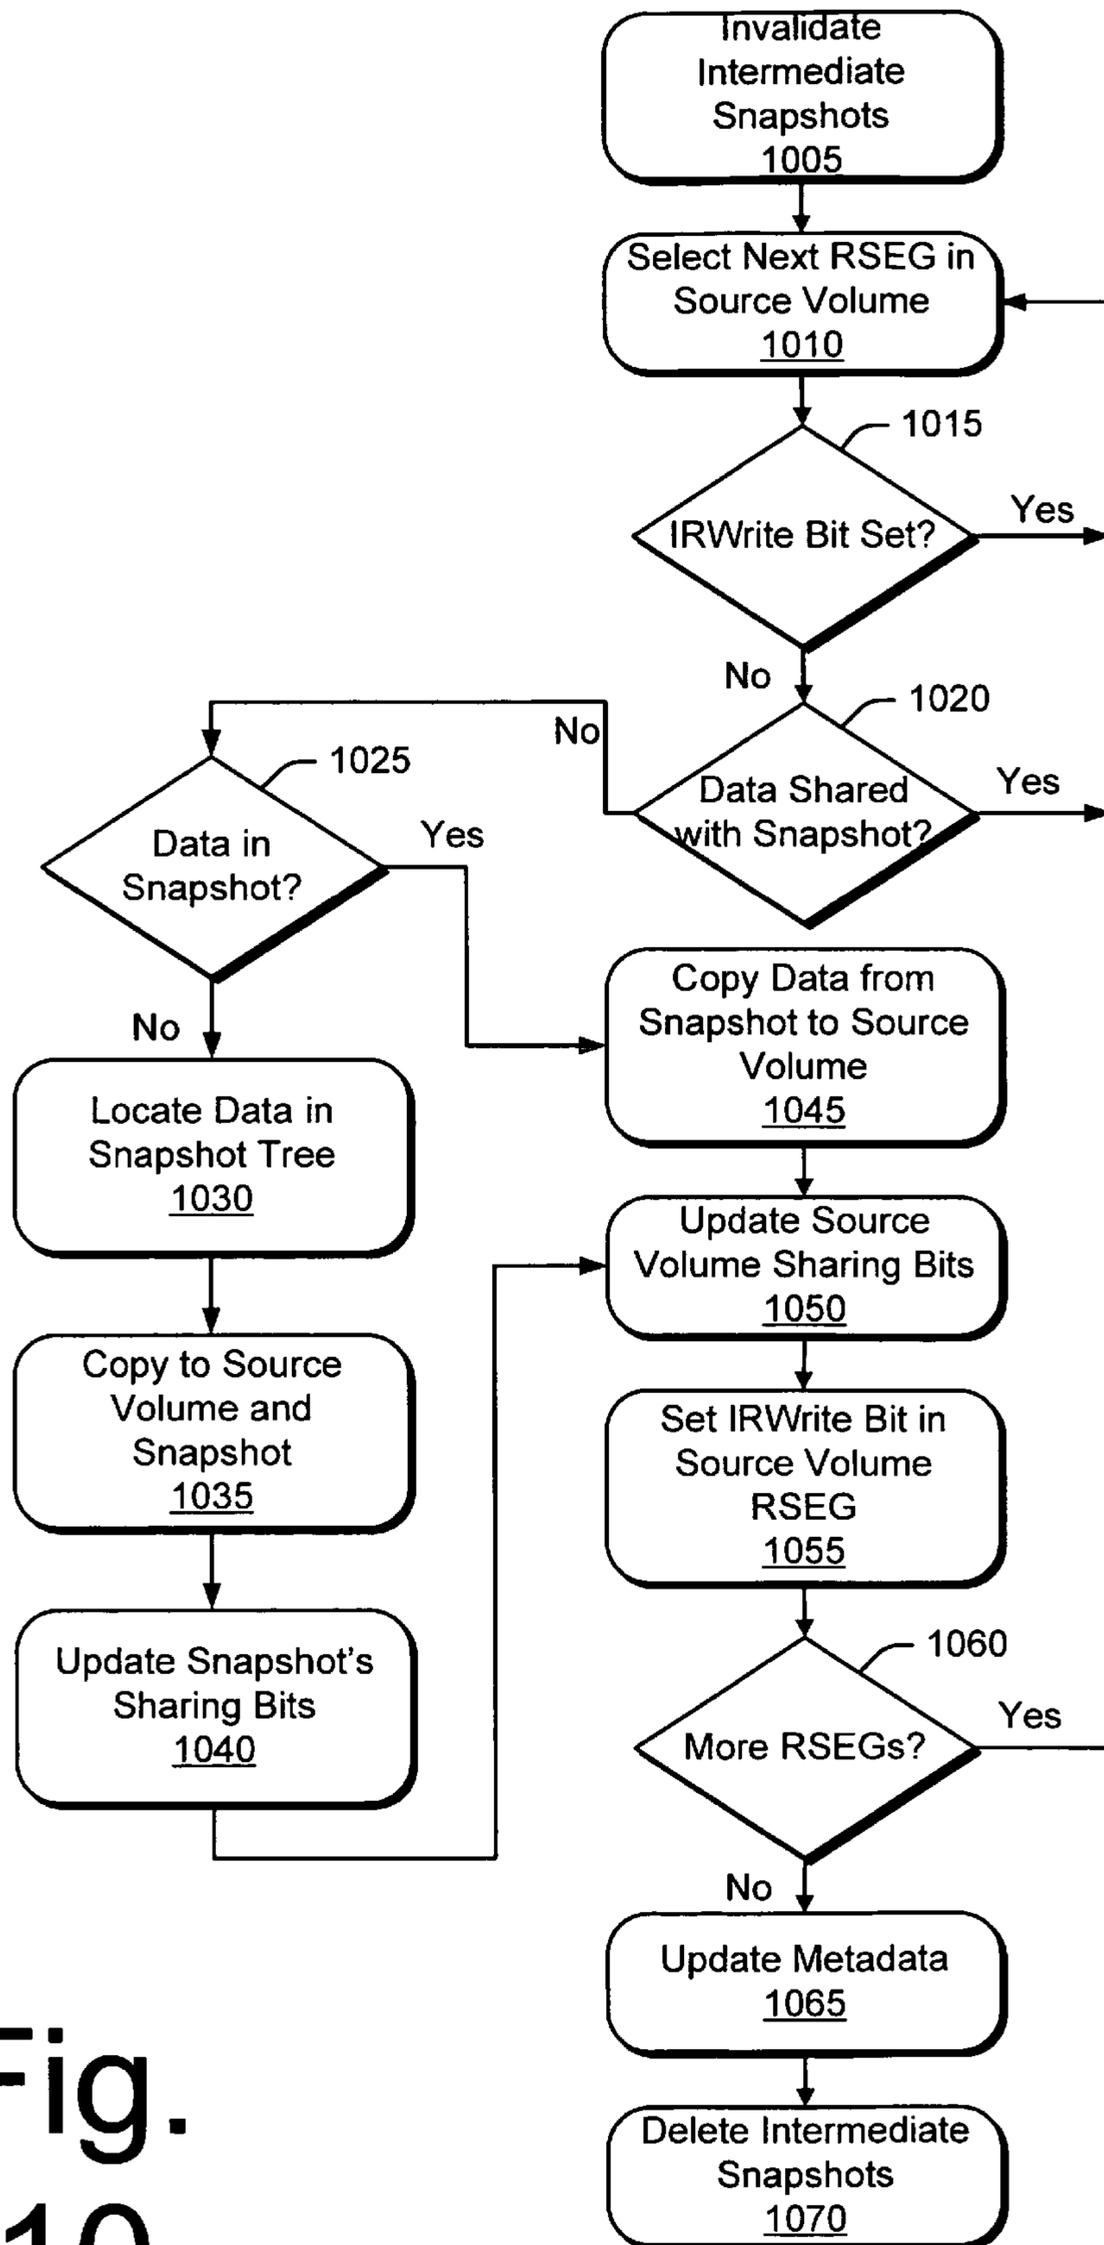 Invalidate
Intermediate
Snapshots
1005
Select Next RSEG in
Source Volume
1010
1015
IRWrite Bit Set?
Yes
No
1020
Data Shared
with Snapshot?
Yes
No
1025
Data in
Snapshot?
Yes
No
Locate Data in
Snapshot Tree
1030
Copy to Source
Volume and
Snapshot
1035
Update Snapshot's
Sharing Bits
1040
Copy Data from
Snapshot to Source
Volume
1045
Update Source
Volume Sharing Bits
1050
Set IRWrite Bit in
Source Volume
RSEG
1055
1060
More RSEGs?
Yes
No
Update Metadata
1065
Delete Intermediate
Snapshots
1070
Fig.
10